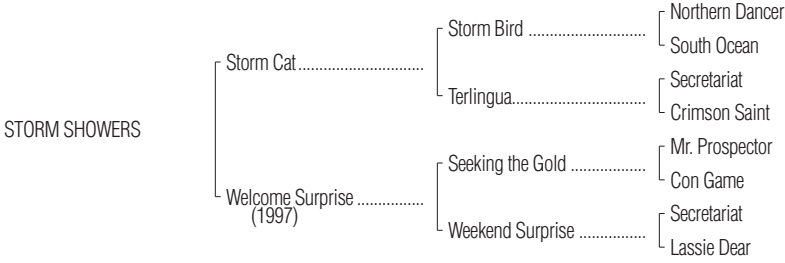 Northern Dancer
Storm Bird ............................
South Ocean
Storm Cat..............................
Secretariat
Terlingua................................
Crimson Saint
STORM SHOWERS
Mr. Prospector
Seeking the Gold ..................
Con Game
Welcome Surprise ................
(1997)
Secretariat
Weekend Surprise ................
Lassie Dear